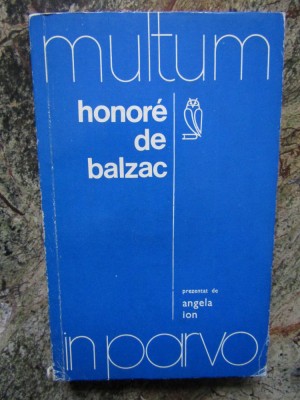 multum
honoré
de
balzac
prezentat de
angela
ion
in parvo